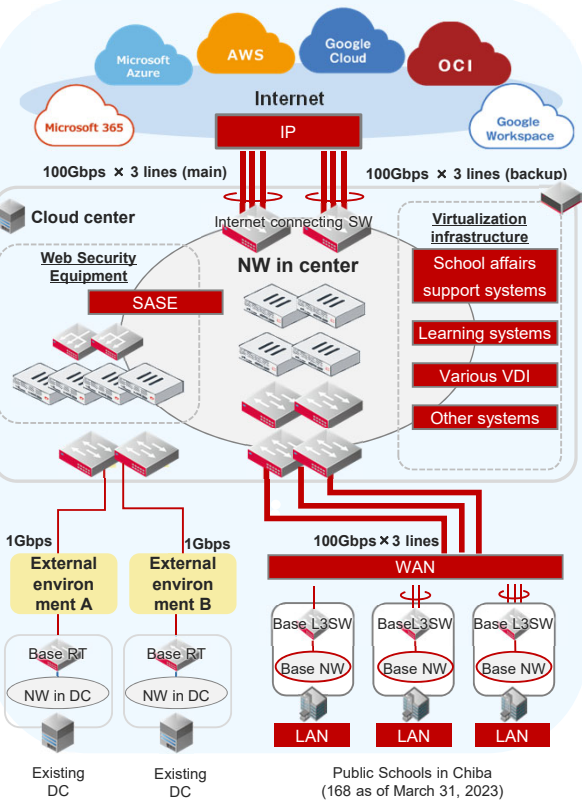 Microsoft
Azure
AWS
Google
Cloud
OCI
Microsoft 365
Internet
Google
Workspace
IP
100Gbps × 3 lines (main)
100Gbps × 3 lines (backup)
Cloud center
Internet connecting SW
Virtualization
infrastructure
Web Security
Equipment
NW in center
School affairs
support systems
SASE
Learning systems
Various VDI
Other systems
1Gbps
1Gbps
100Gbps×3 lines
External
environ
ment A
External
environ
ment B
WAN
Base L3SW
BaseL3SW
Base L3SW
Base RT
Base RT
Base NW
Base NW
Base NW
NW in DC
NW in DC
LAN
LAN
LAN
Existing
DC
Existing
DC
Public Schools in Chiba
(168 as of March 31, 2023)